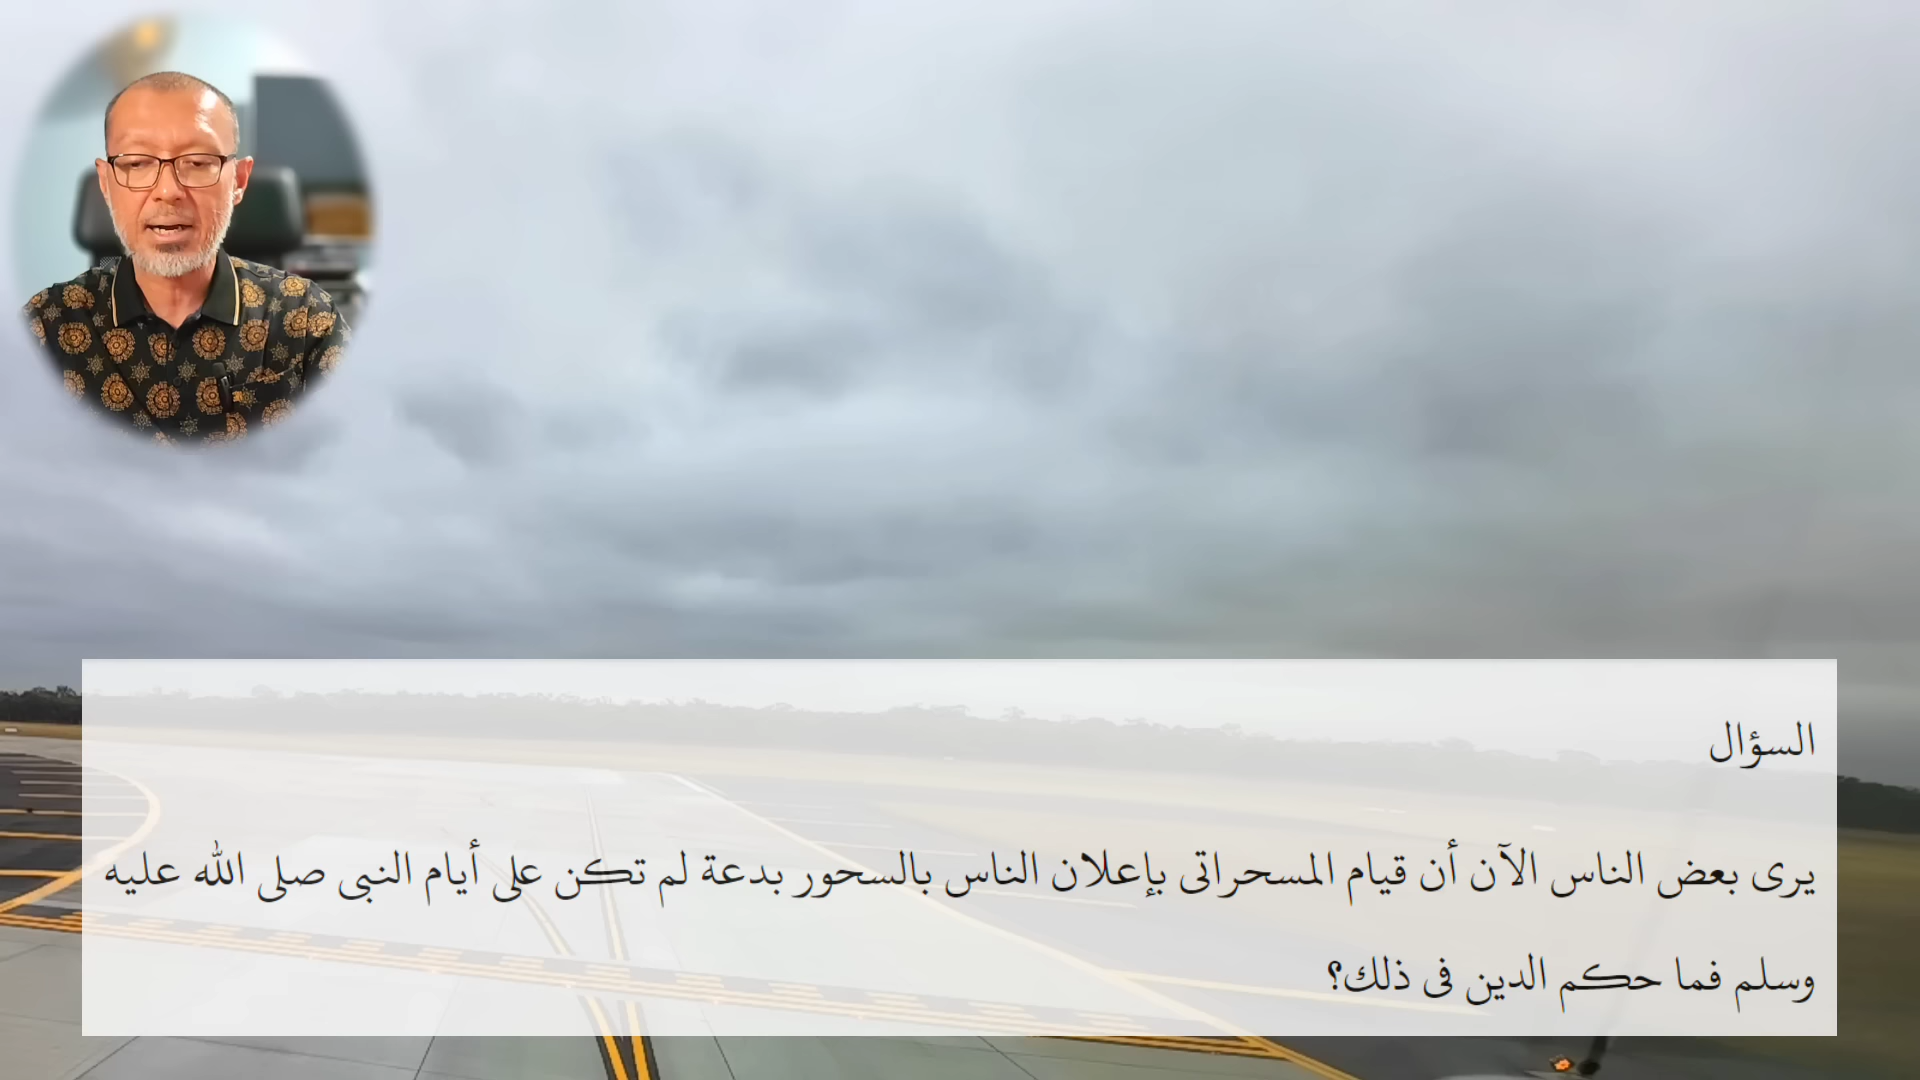 السؤال
يرى بعض الناس الآن أن قيام المسحراتى بإعلان الناس بالسحور بدعة لم تكن على أيام النبى صلى الله عليه
وسلم فما حكم الدين فى ذلك؟